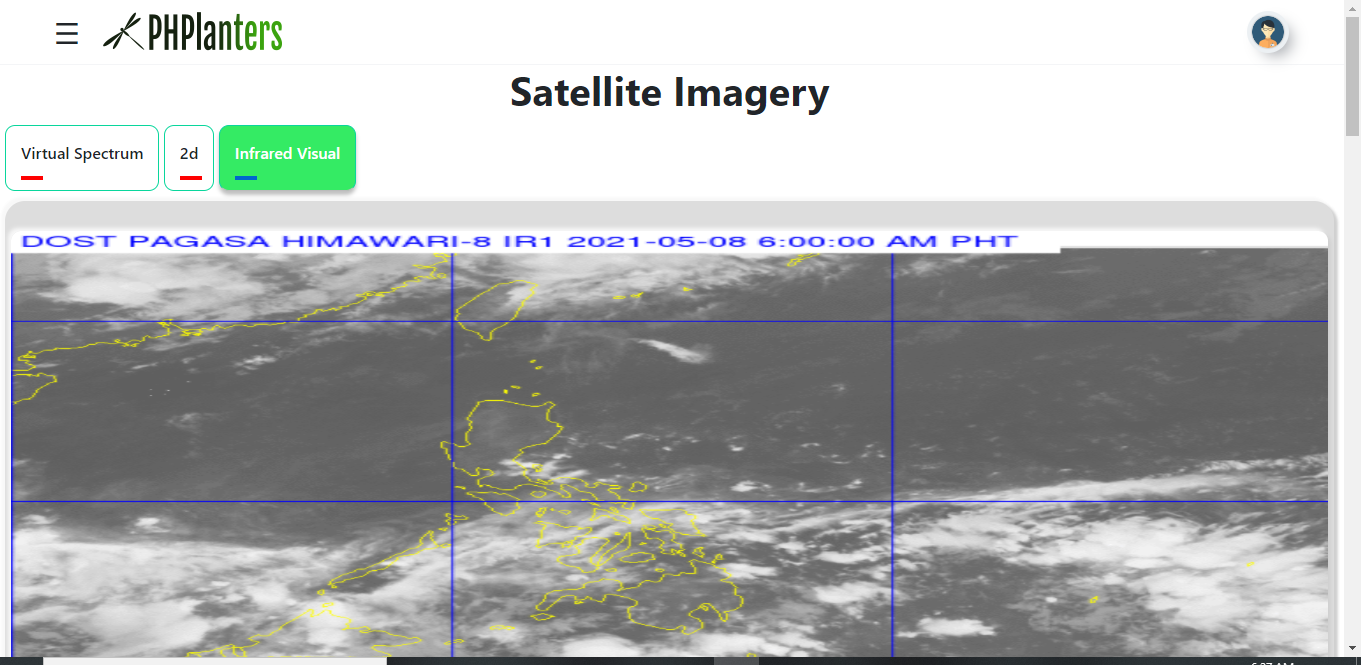 PHPlanters
Satellite Imagery
Virtual Spectrum
2d
Infrared Visual
DOST PAGASA HIMAWARI-8 IR1 2021-05-08 6:00:00 AM PHT